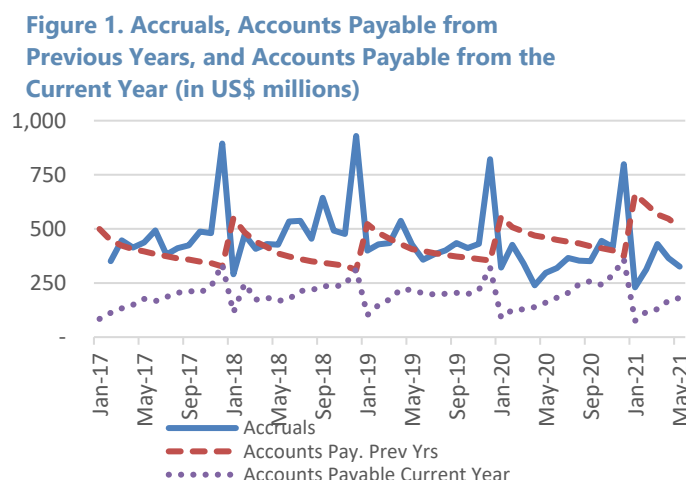 Figure 1. Accruals, Accounts Payable from
Previous Years, and Accounts Payable from the
Current Year (in US$ millions)
1,000
750
500
250
-
Jan-17
May-17
Sep-17
Jan-18
May-18
Sep-18
Jan-19
May-19
Sep-19
Jan-20
May-20
Sep-20
Jan-21
May-21
Accruals
Accounts Pay. Prev Yrs
Accounts Payable Current Year